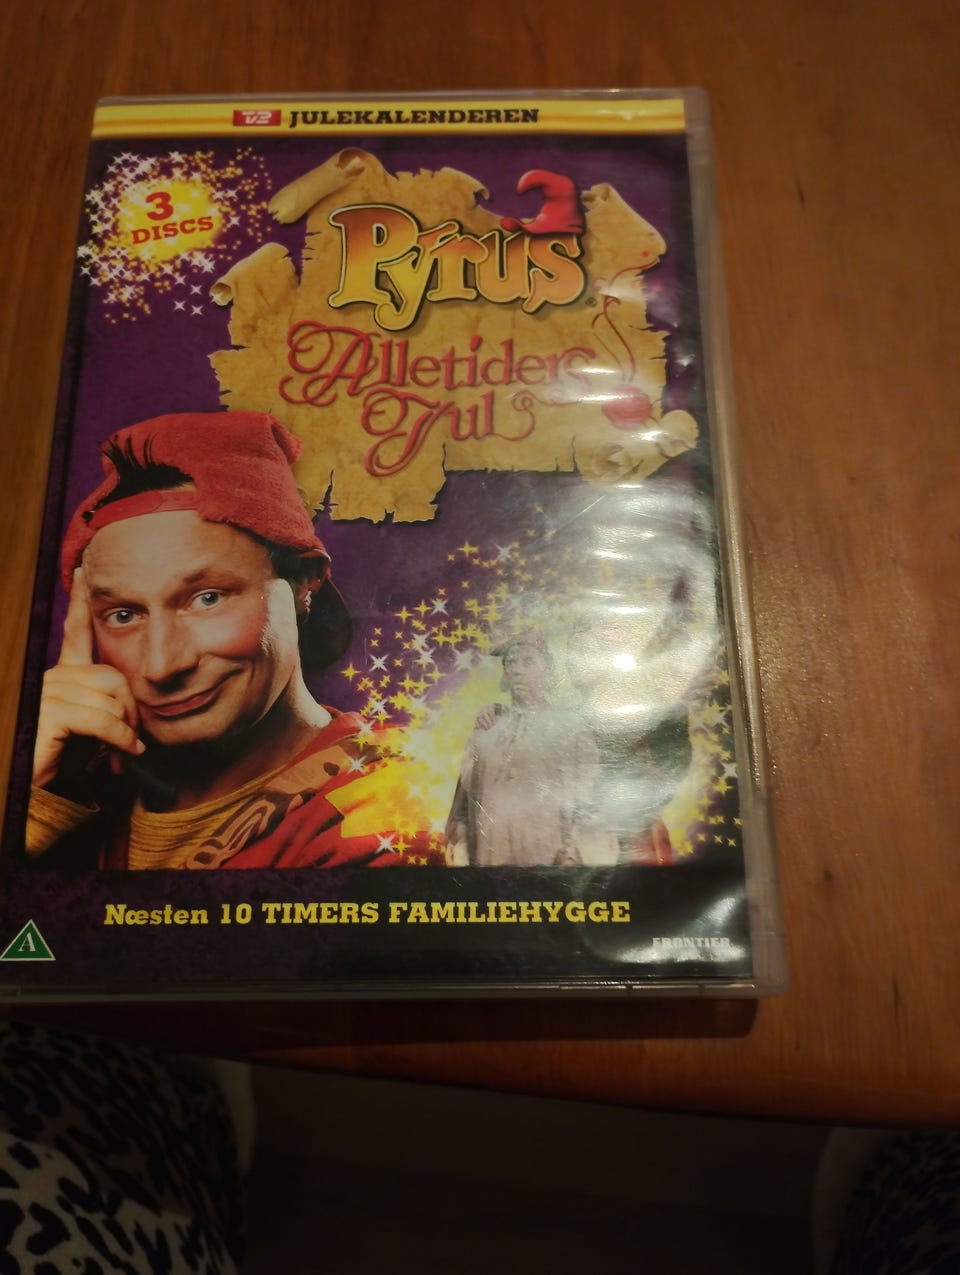 TV2 JULEKALENDEREN
3
DISCS
Pyrus
®
Alletiders
Jul
Næsten 10 TIMERS FAMILIEHYGGE
A
FRONTIER